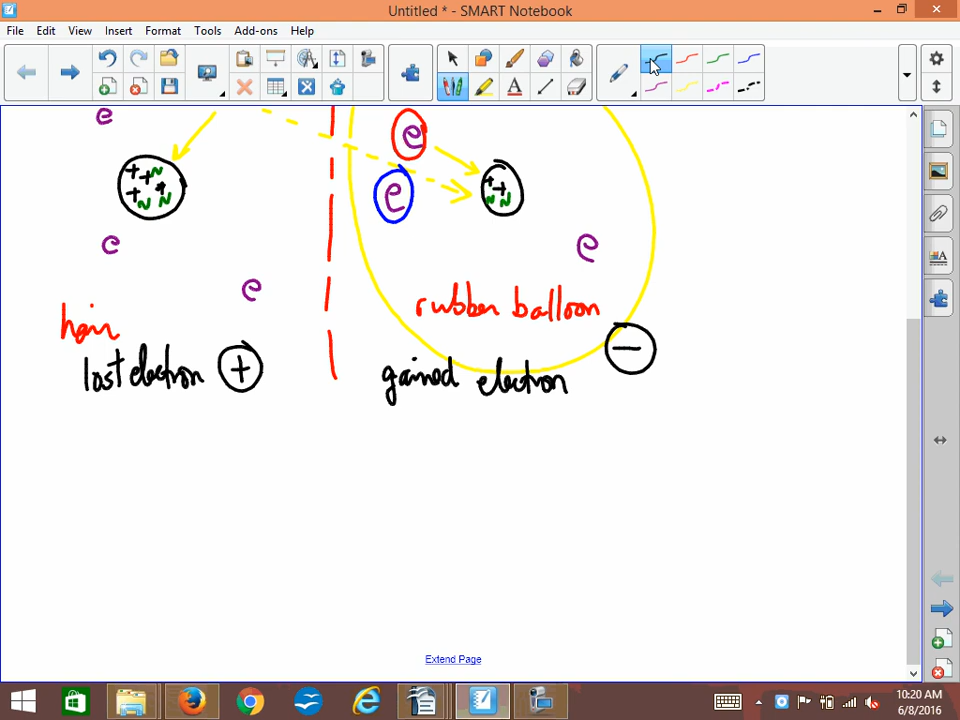 Untitled * - SMART Notebook
File Edit View Insert Format Tools Add-ons Help
e
e
+ + N
+ + N N
e
+ +
N N
e
e
e
rubber balloon
hair
lost electron +
gained electron −
Extend Page
10:20 AM
6/8/2016